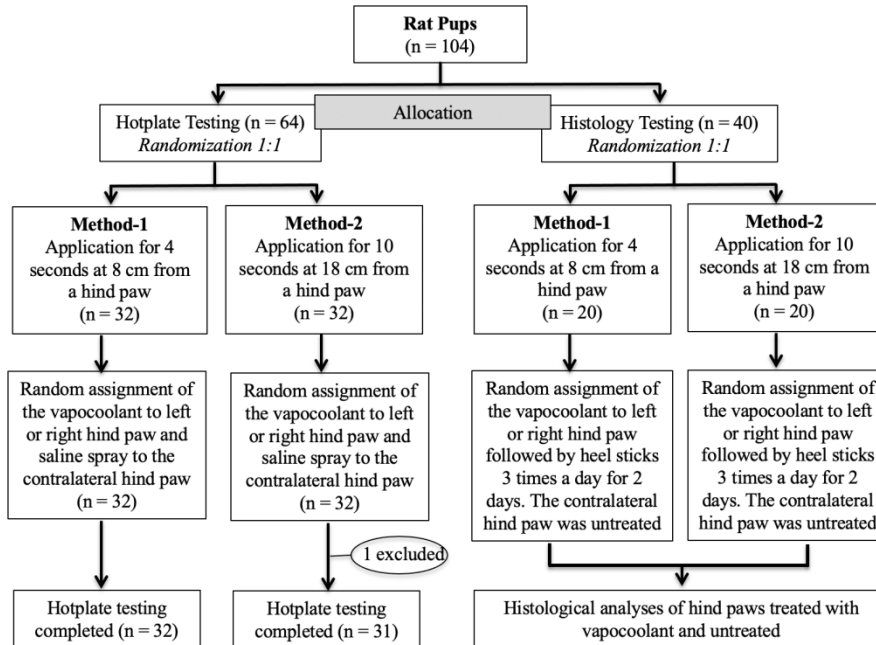 Rat Pups
(n = 104)
Allocation
Hotplate Testing (n = 64)
Randomization 1:1
Histology Testing (n = 40)
Randomization 1:1
Method-1
Application for 4
seconds at 8 cm from
a hind paw
(n = 32)
Method-2
Application for 10
seconds at 18 cm from
a hind paw
(n = 32)
Method-1
Application for 4
seconds at 8 cm from a
hind paw
(n = 20)
Method-2
Application for 10
seconds at 18 cm from a
hind paw
(n = 20)
Random assignment of
the vapocoolant to left
or right hind paw and
saline spray to the
contralateral hind paw
(n = 32)
Random assignment of
the vapocoolant to left
or right hind paw and
saline spray to the
contralateral hind paw
(n = 32)
Random assignment of
the vapocoolant to left
or right hind paw
followed by heel sticks
3 times a day for 2
days. The contralateral
hind paw was untreated
Random assignment of
the vapocoolant to left
or right hind paw
followed by heel sticks
3 times a day for 2
days. The contralateral
hind paw was untreated
1 excluded
Hotplate testing
completed (n = 32)
Hotplate testing
completed (n = 31)
Histological analyses of hind paws treated with
vapocoolant and untreated